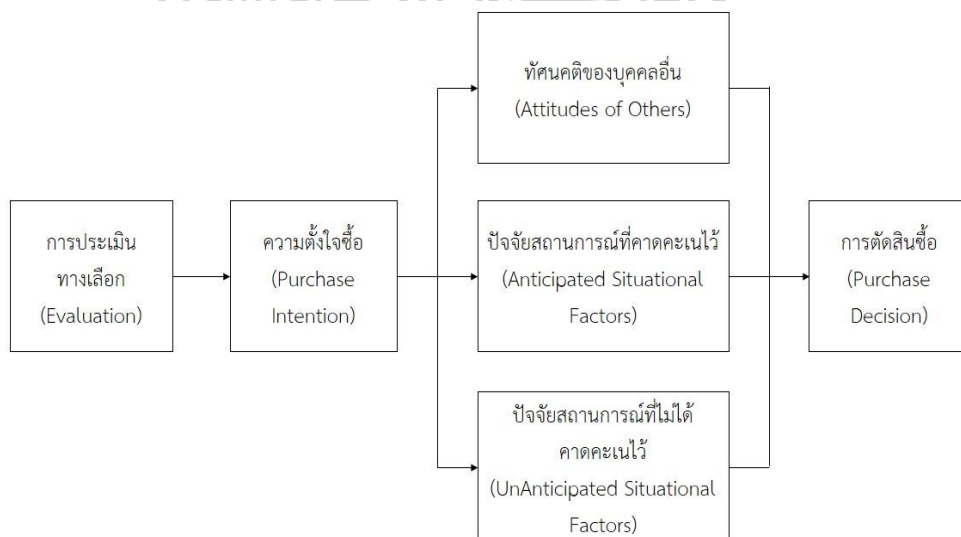 ทัศนคติของบุคคลอื่น
(Attitudes of Others)
การประเมิน
ทางเลือก
(Evaluation)
ความตั้งใจซื้อ
(Purchase
Intention)
ปัจจัยสถานการณ์ที่คาดคะเนไว้
(Anticipated Situational
Factors)
การตัดสินซื้อ
(Purchase
Decision)
ปัจจัยสถานการณ์ที่ไม่ได้
คาดคะเนไว้
(UnAnticipated Situational
Factors)